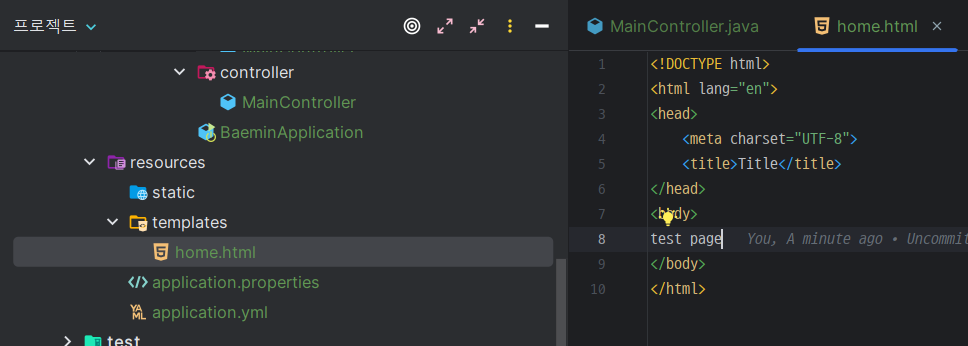 프로젝트
controller
MainController
BaeminApplication
resources
static
templates
home.html
application.properties
application.yml
test
MainController.java
home.html
1 <!DOCTYPE html>
2 <html lang="en">
3 <head>
4 <meta charset="UTF-8">
5 <title>Title</title>
6 </head>
7 <body>
8 test page You, A minute ago • Uncommit
9 </body>
10 </html>